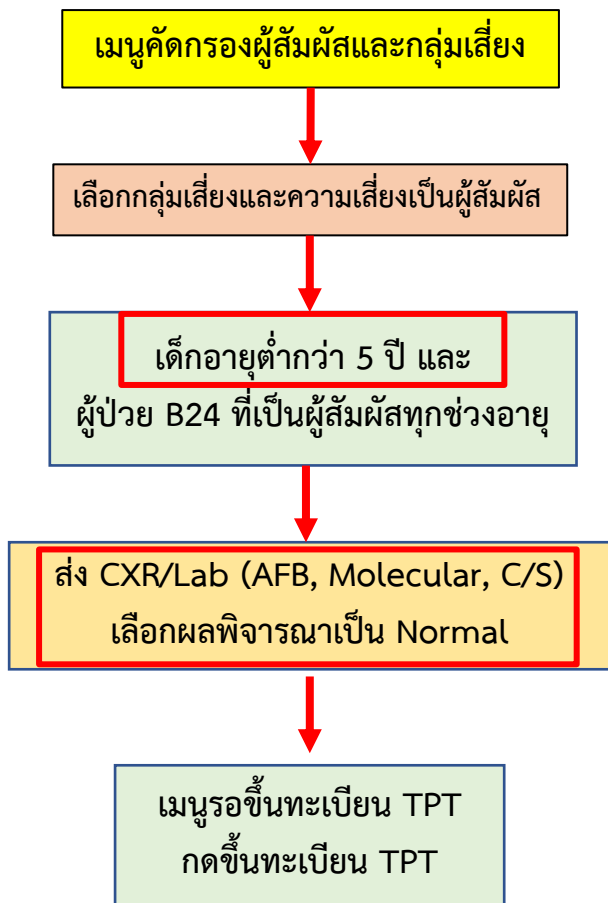 เมนูคัดกรองผู้สัมผัสและกลุ่มเสี่ยง
เลือกกลุ่มเสี่ยงและความเสี่ยงเป็นผู้สัมผัส
เด็กอายุต่ำกว่า 5 ปี และ
ผู้ป่วย B24 ที่เป็นผู้สัมผัสทุกช่วงอายุ
ส่ง CXR/Lab (AFB, Molecular, C/S)
เลือกผลพิจารณาเป็น Normal
เมนูรอขึ้นทะเบียน TPT
กดขึ้นทะเบียน TPT